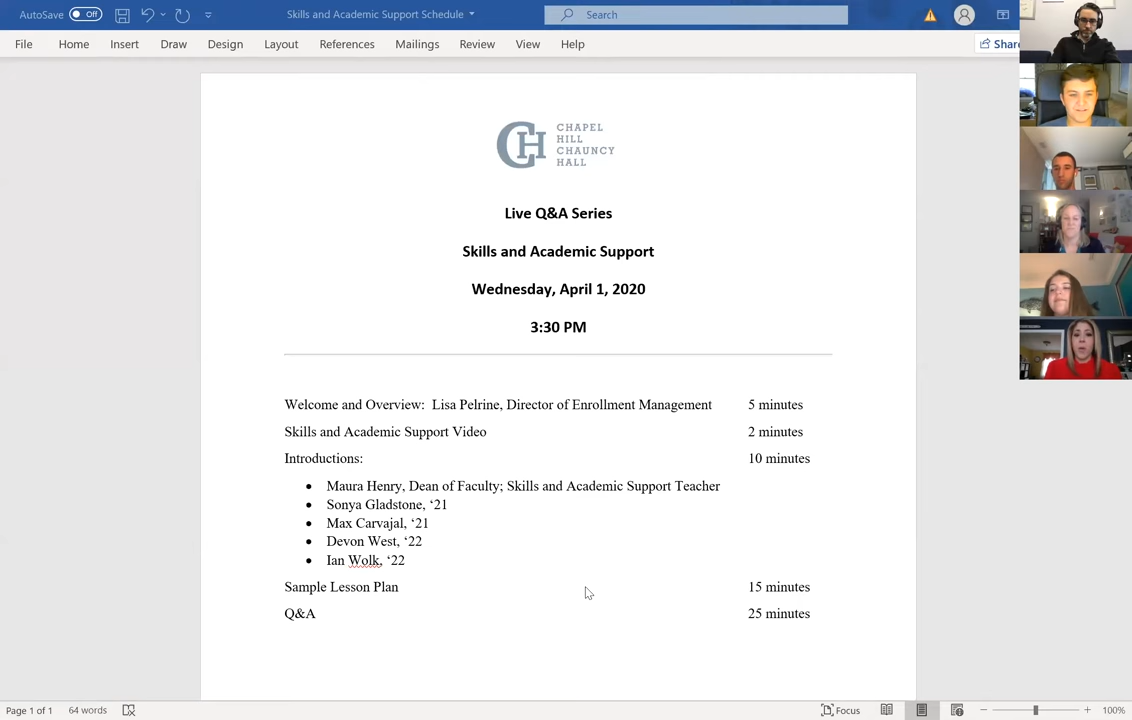 AutoSave Off
Skills and Academic Support Schedule
Search
File Home Insert Draw Design Layout References Mailings Review View Help
Share
CHAPEL
HILL
CHAUNCY
HALL
Live Q&A Series
Skills and Academic Support
Wednesday, April 1, 2020
3:30 PM
Welcome and Overview: Lisa Pelrine, Director of Enrollment Management 5 minutes
Skills and Academic Support Video 2 minutes
Introductions: 10 minutes
• Maura Henry, Dean of Faculty; Skills and Academic Support Teacher
• Sonya Gladstone, ‘21
• Max Carvajal, ‘21
• Devon West, ‘22
• Ian Wolk, ‘22
Sample Lesson Plan 15 minutes
Q&A 25 minutes
Page 1 of 1 64 words Focus 100%